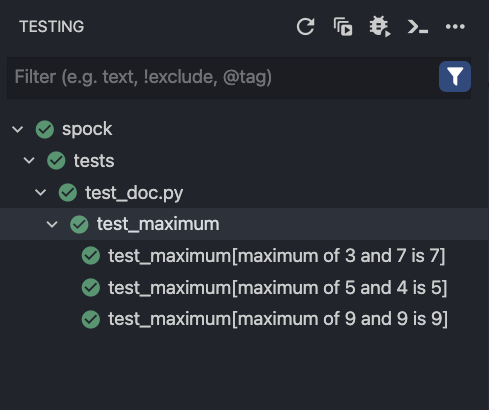 TESTING
Filter (e.g. text, !exclude, @tag)
spock
tests
test_doc.py
test_maximum
test_maximum[maximum of 3 and 7 is 7]
test_maximum[maximum of 5 and 4 is 5]
test_maximum[maximum of 9 and 9 is 9]